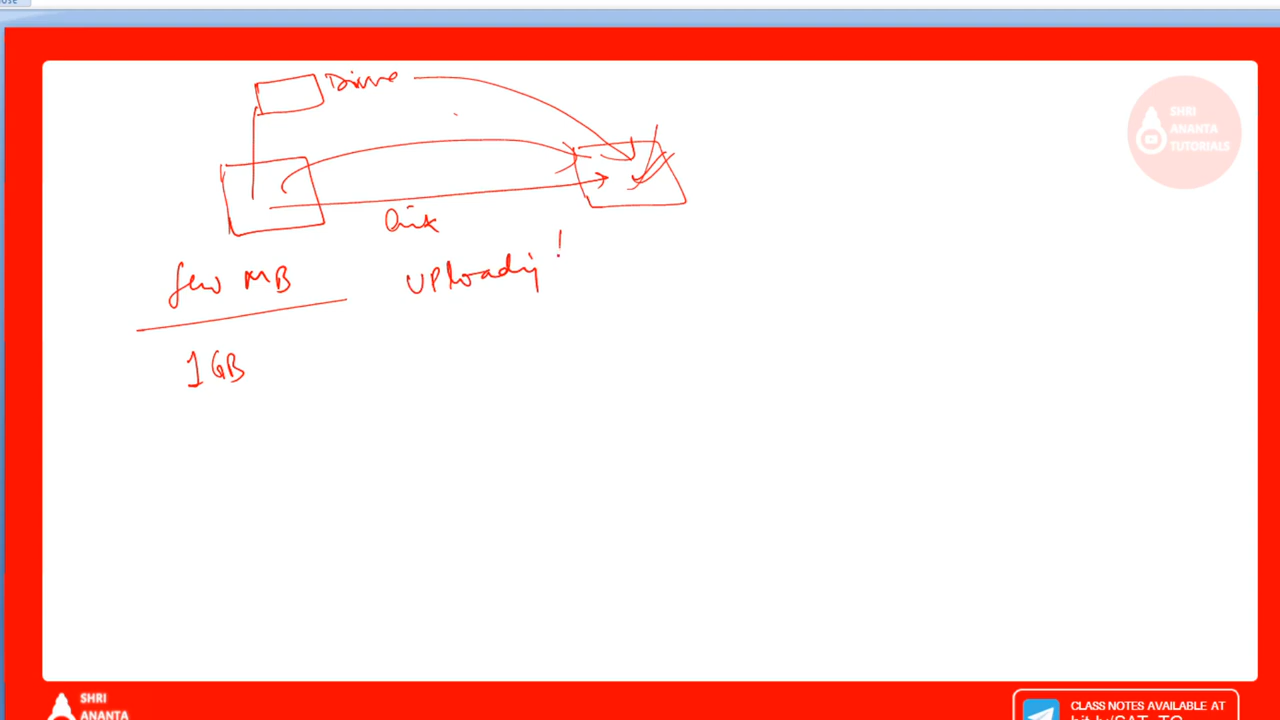 Drive
SHRI
ANANTA
TUTORIALS
Link
few MB
uploading!
1 GB
SHRI
ANANTA
CLASS NOTES AVAILABLE AT